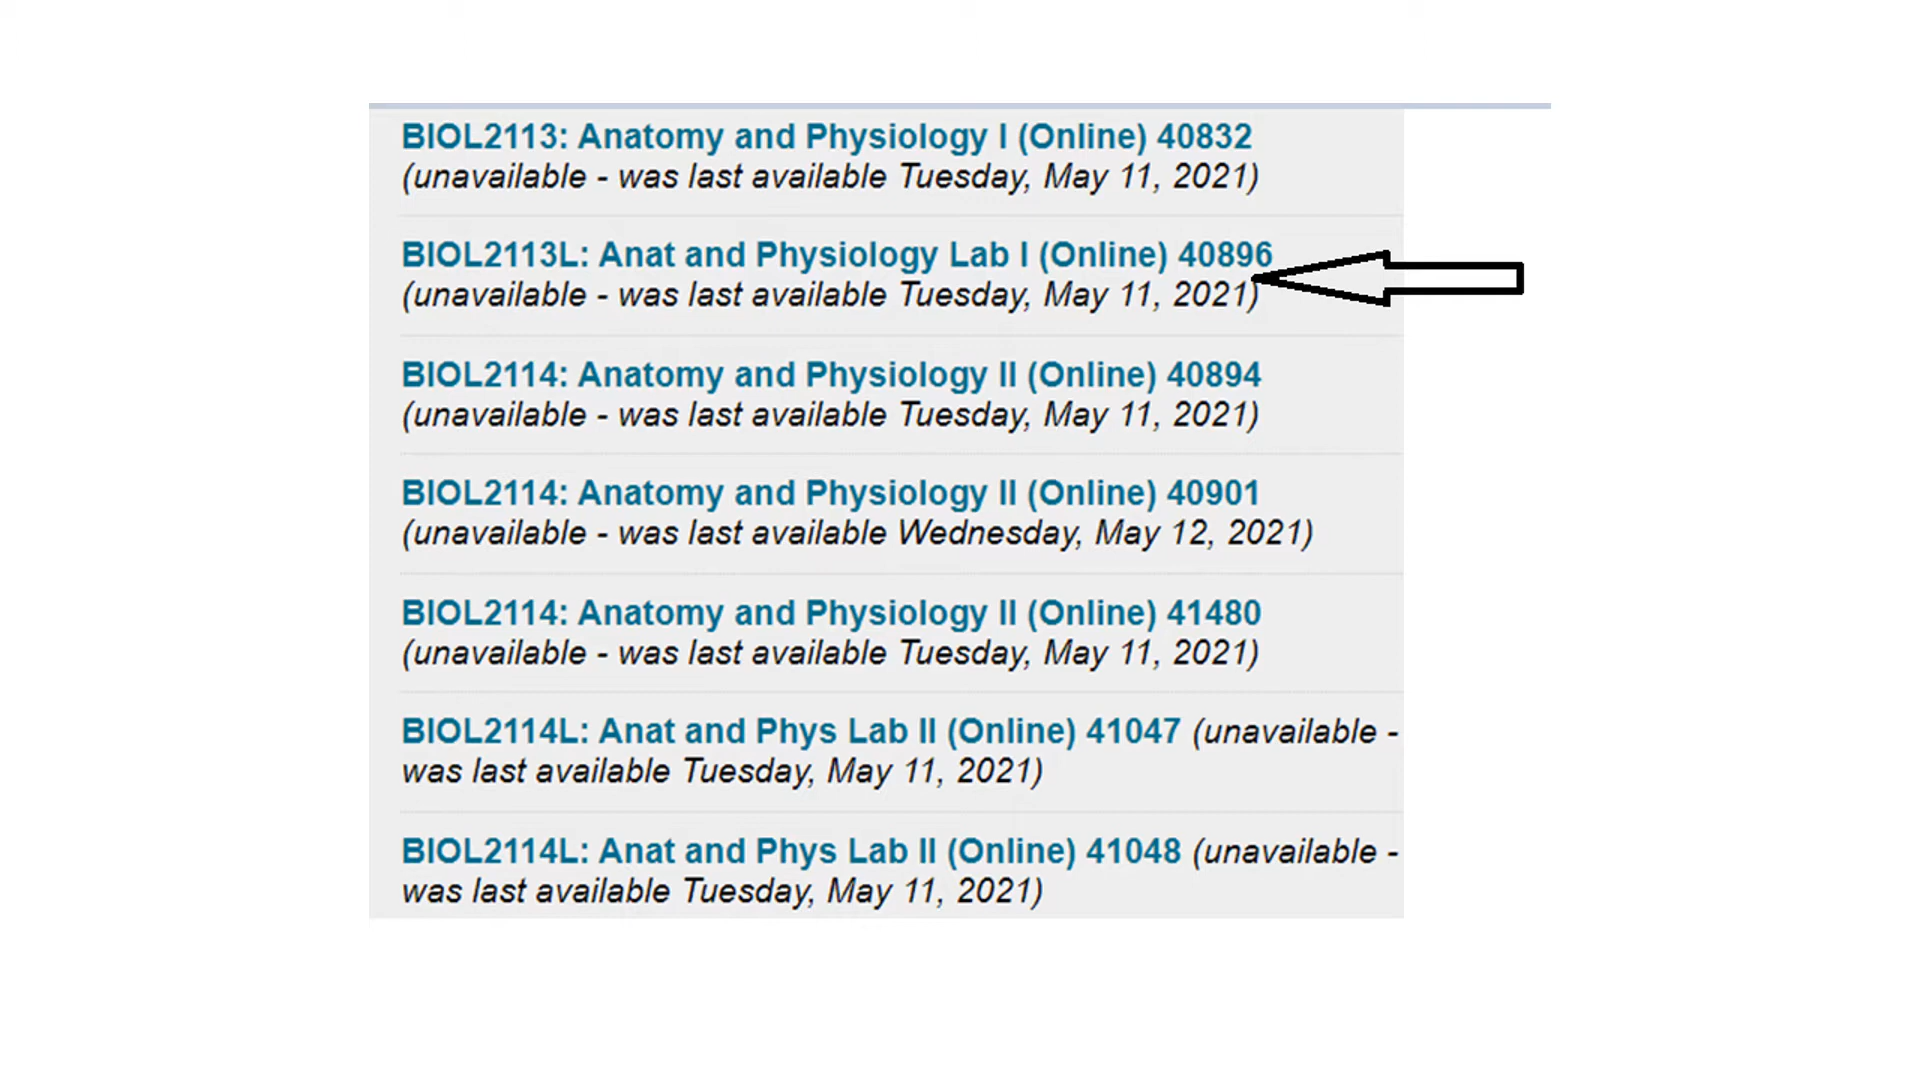 BIOL2113: Anatomy and Physiology I (Online) 40832
(unavailable - was last available Tuesday, May 11, 2021)
BIOL2113L: Anat and Physiology Lab I (Online) 40896
(unavailable - was last available Tuesday, May 11, 2021)
BIOL2114: Anatomy and Physiology II (Online) 40894
(unavailable - was last available Tuesday, May 11, 2021)
BIOL2114: Anatomy and Physiology II (Online) 40901
(unavailable - was last available Wednesday, May 12, 2021)
BIOL2114: Anatomy and Physiology II (Online) 41480
(unavailable - was last available Tuesday, May 11, 2021)
BIOL2114L: Anat and Phys Lab II (Online) 41047 (unavailable -
was last available Tuesday, May 11, 2021)
BIOL2114L: Anat and Phys Lab II (Online) 41048 (unavailable -
was last available Tuesday, May 11, 2021)